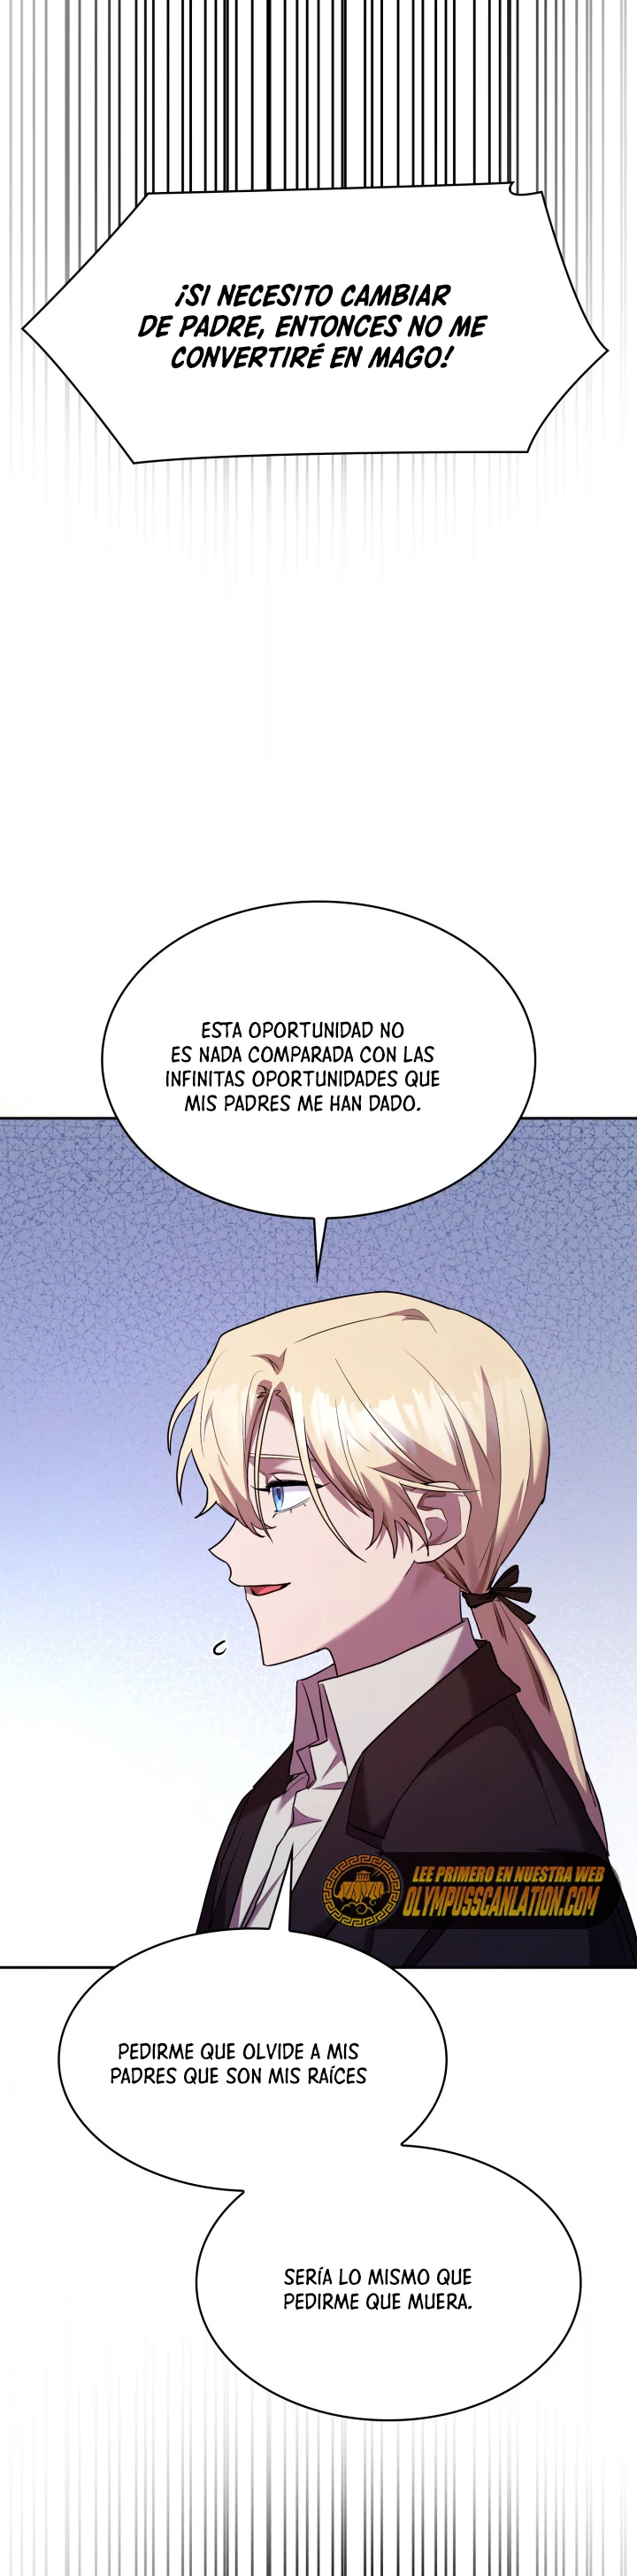 ¡SI NECESITO CAMBIAR
DE PADRE, ENTONCES NO ME
CONVERTIRÉ EN MAGO!
ESTA OPORTUNIDAD NO
ES NADA COMPARADA CON LAS
INFINITAS OPORTUNIDADES QUE
MIS PADRES ME HAN DADO.
LEE PRIMERO EN NUESTRA WEB
OLYMPUSSCANLATION.COM
PEDIRME QUE OLVIDE A MIS
PADRES QUE SON MIS RAÍCES
SERÍA LO MISMO QUE
PEDIRME QUE MUERA.